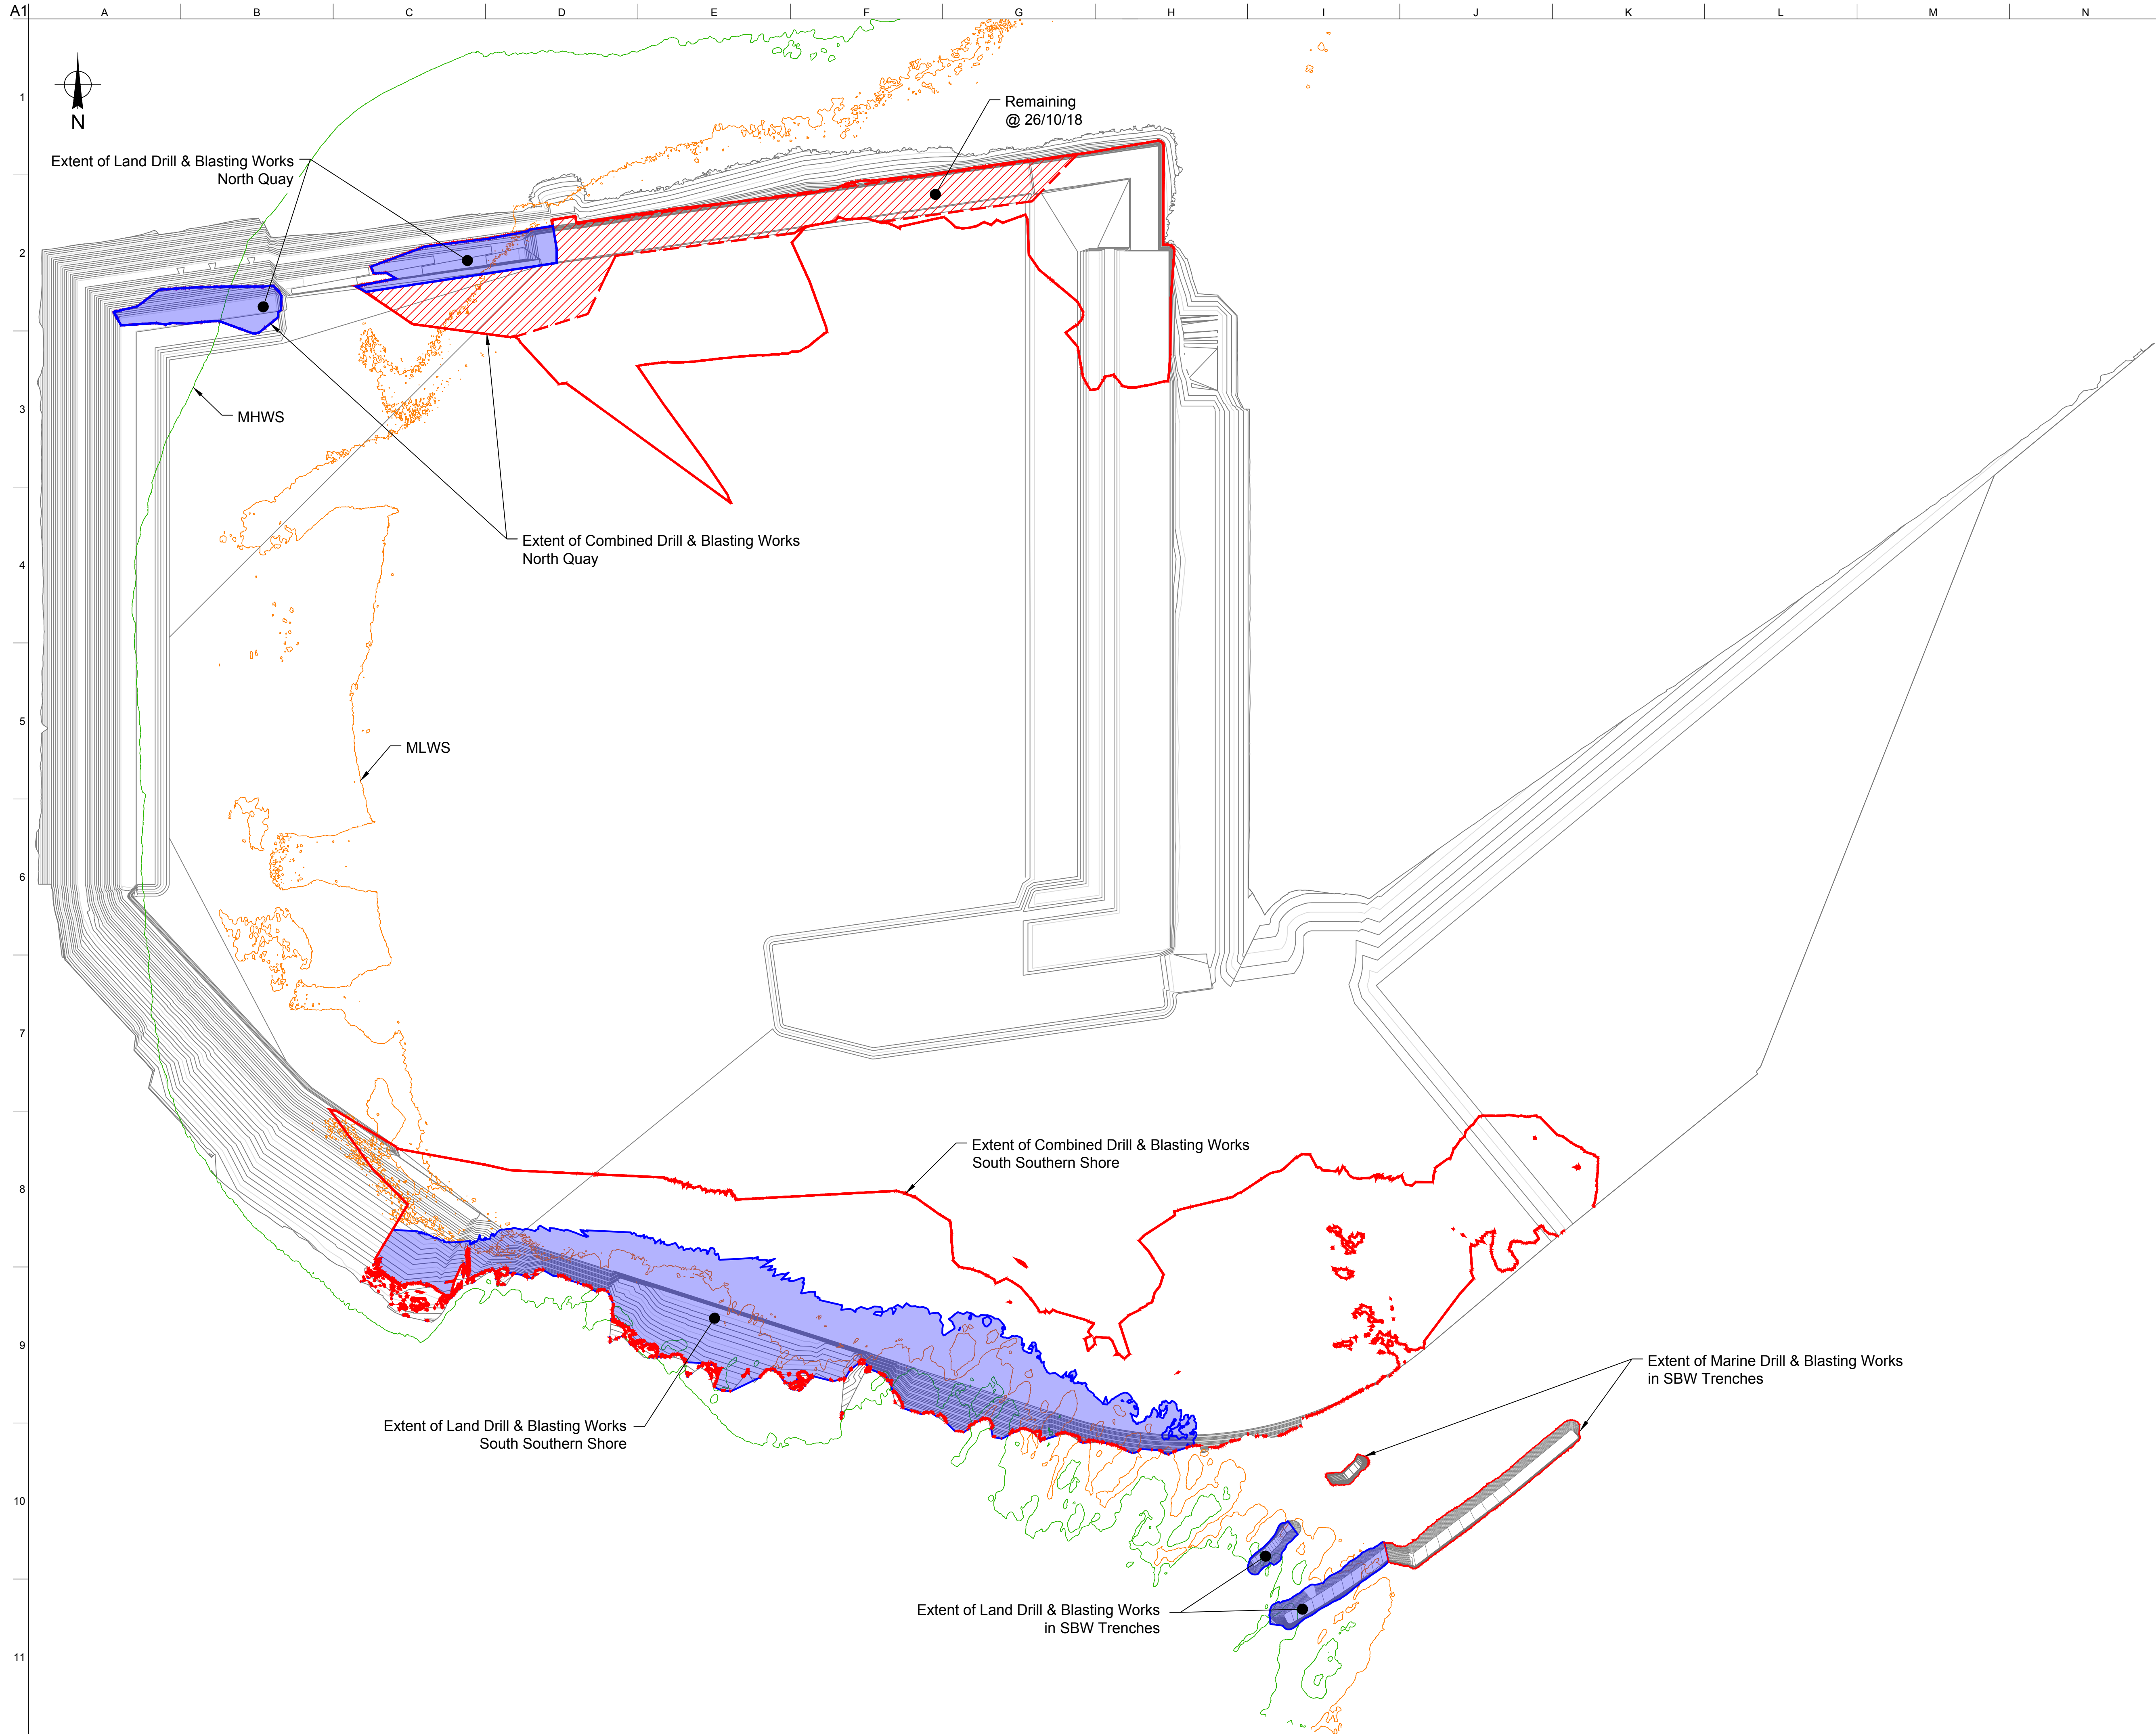 A1
A B C D E F G H I J K L M N
1
N
Remaining
@ 26/10/18
Extent of Land Drill & Blasting Works
North Quay
2
3
MHWS
Extent of Combined Drill & Blasting Works
North Quay
4
5
MLWS
6
7
Extent of Combined Drill & Blasting Works
South Southern Shore
8
9
Extent of Marine Drill & Blasting Works
in SBW Trenches
Extent of Land Drill & Blasting Works
South Southern Shore
10
Extent of Land Drill & Blasting Works
in SBW Trenches
11